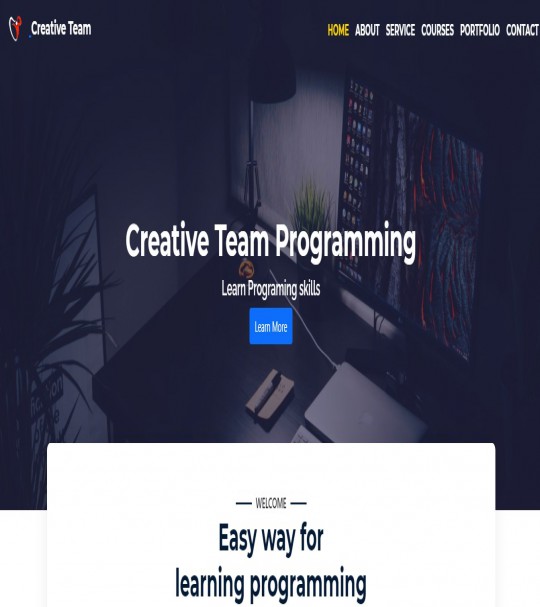 Creative Team
HOME ABOUT SERVICE COURSES PORTFOLIO CONTACT
Creative Team Programming
Learn Programing skills
Learn More
WELCOME
Easy way for
learning programming